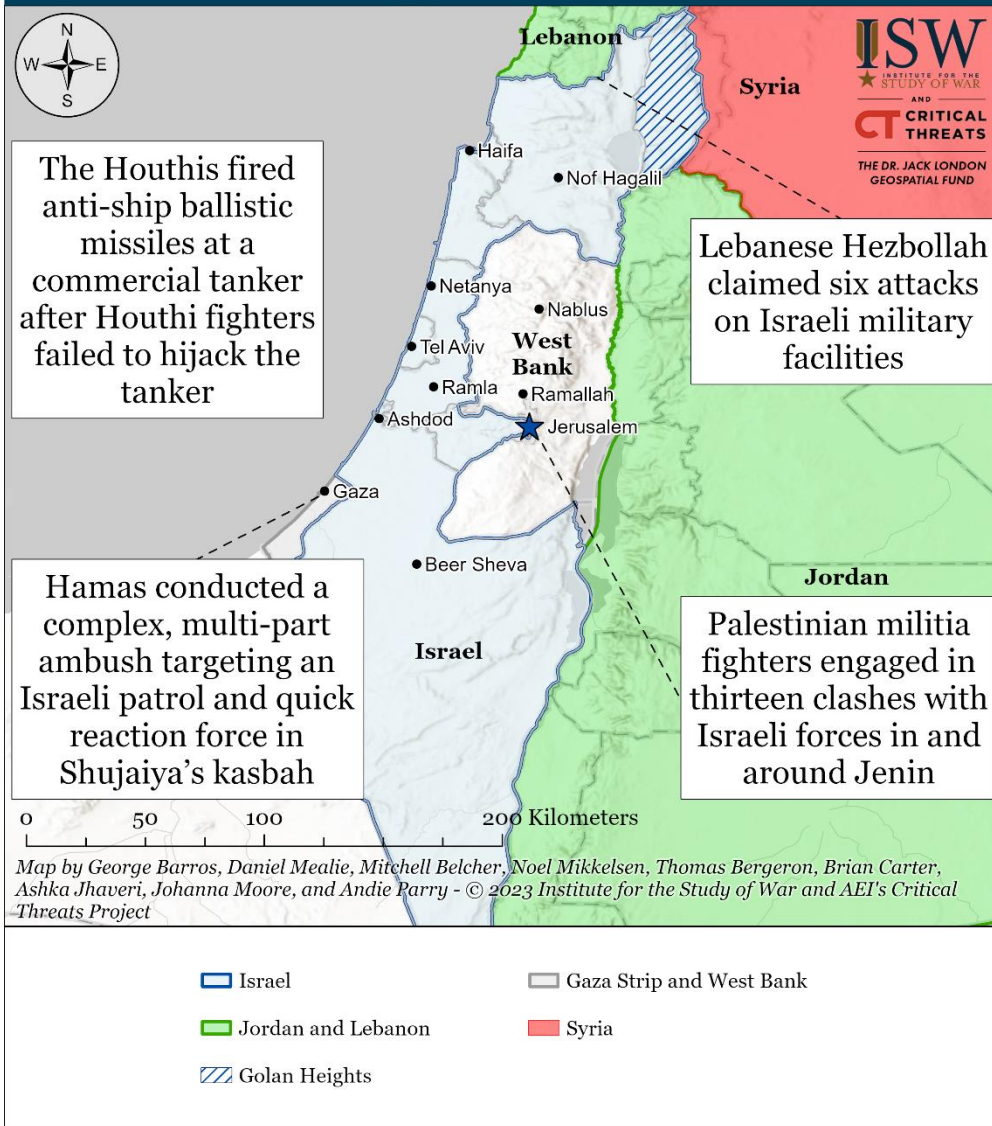 N
W
E
S
Lebanon
Syria
ISW
INSTITUTE FOR THE
STUDY OF WAR
AND
CT CRITICAL
THREATS
THE DR. JACK LONDON
GEOSPATIAL FUND
The Houthis fired
anti-ship ballistic
missiles at a
commercial tanker
after Houthi fighters
failed to hijack the
tanker
Haifa
Nof Hagalil
Lebanese Hezbollah
claimed six attacks
on Israeli military
facilities
Netanya
Nablus
West
Bank
Tel Aviv
Ramla
Ramallah
Ashdod
Jerusalem
Gaza
Beer Sheva
Jordan
Israel
Hamas conducted a
complex, multi-part
ambush targeting an
Israeli patrol and quick
reaction force in
Shujaiya's kasbah
Palestinian militia
fighters engaged in
thirteen clashes with
Israeli forces in and
around Jenin
0 50 100 200 Kilometers
Map by George Barros, Daniel Mealie, Mitchell Belcher, Noel Mikkelsen, Thomas Bergeron, Brian Carter,
Ashka Jhaveri, Johanna Moore, and Andie Parry - © 2023 Institute for the Study of War and AEI's Critical
Threats Project
Israel
Gaza Strip and West Bank
Jordan and Lebanon
Syria
Golan Heights